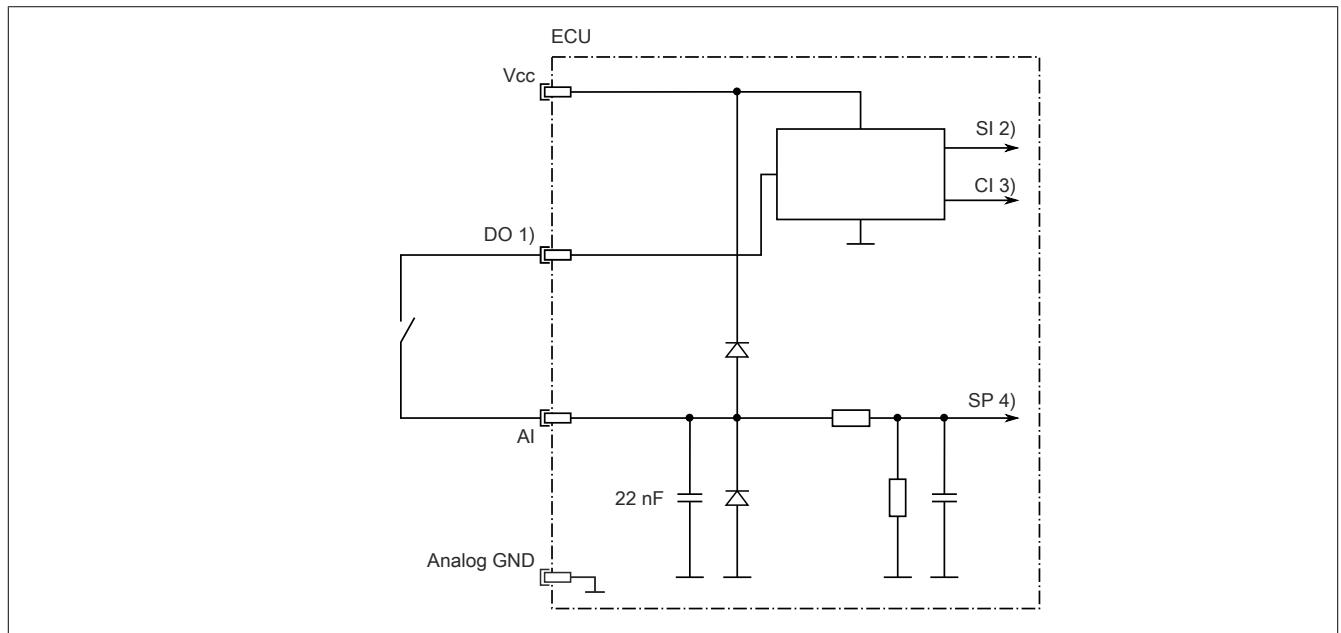 ECU
Vcc
SI 2)
CI 3)
DO 1)
SP 4)
AI
22 nF
Analog GND